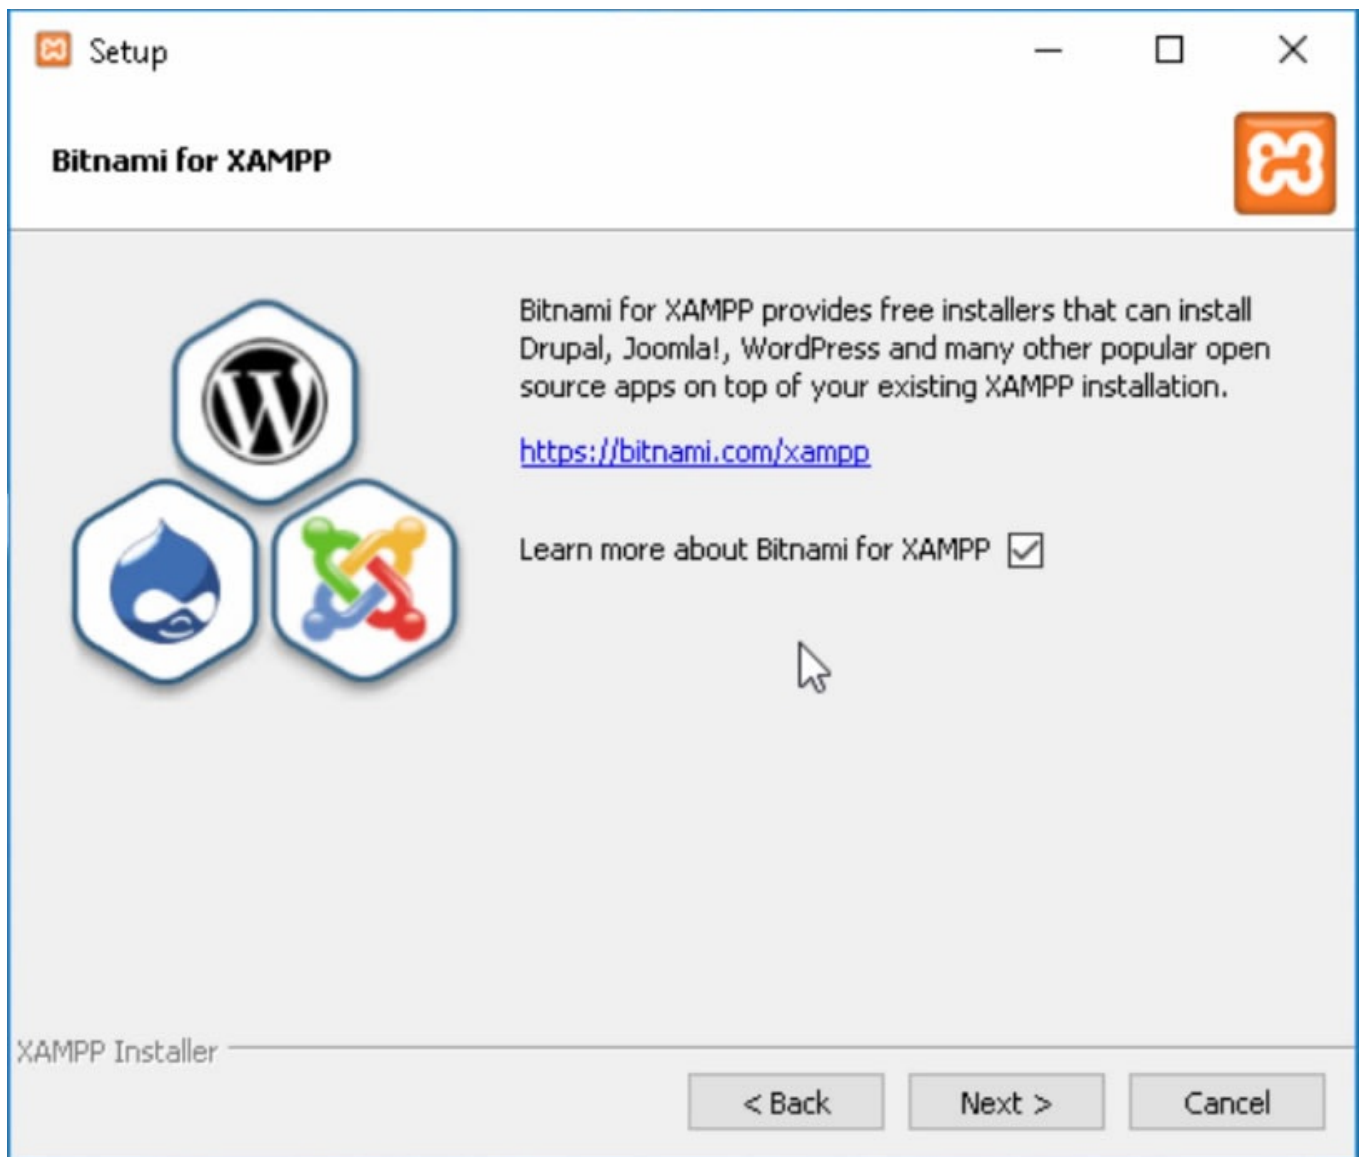 Setup
Bitnami for XAMPP
Bitnami for XAMPP provides free installers that can install
Drupal, Joomla!, WordPress and many other popular open
source apps on top of your existing XAMPP installation.
https://bitnami.com/xampp
Learn more about Bitnami for XAMPP
XAMPP Installer
< Back
Next >
Cancel